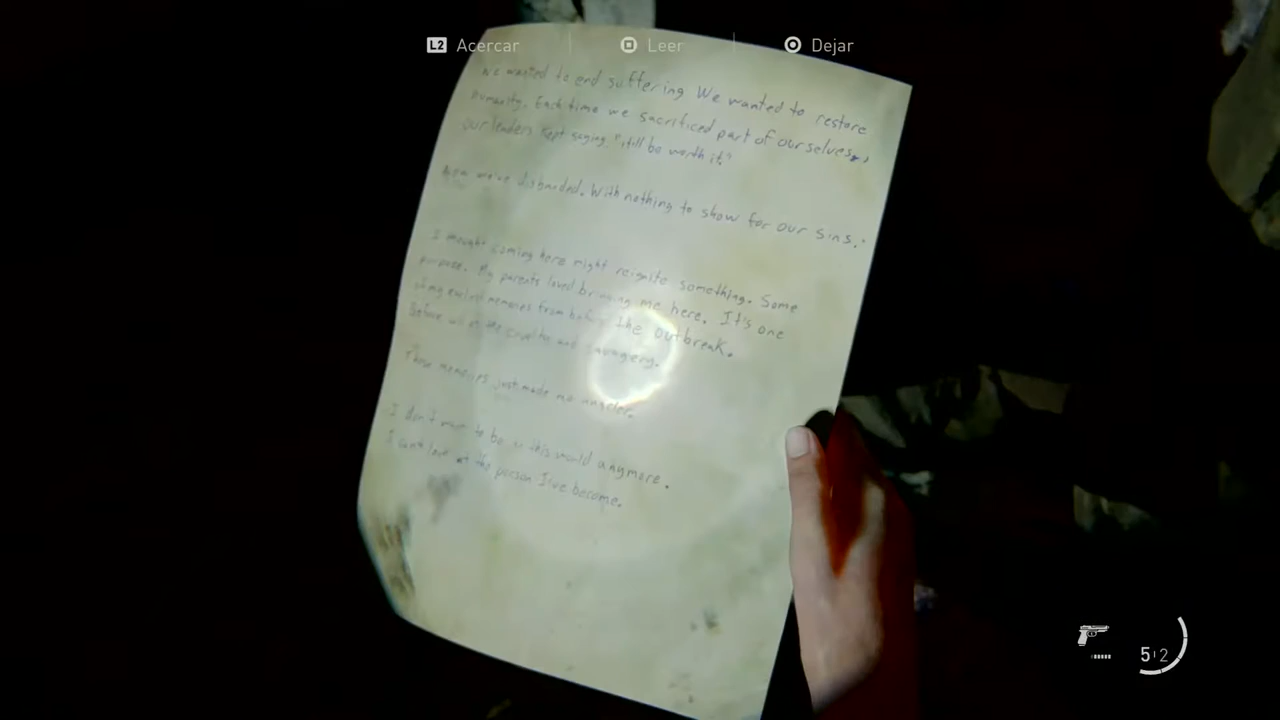 L2 Acercar Leer Dejar
We wanted to end suffering We wanted to restore
humanity. Each time we sacrificed part of ourselves,
our leaders kept saying "it'll be worth it."
Now we've disbanded. With nothing to show for our sins.
I thought coming here might reignite something. Some
purpose. My parents loved bringing me here. It's one
of my earliest memories from before the outbreak.
Before all of the cruelty and savagery.
Those memories just made me angrier.
I don't want to be in this world anymore.
I can't look at the person I've become.
5 2